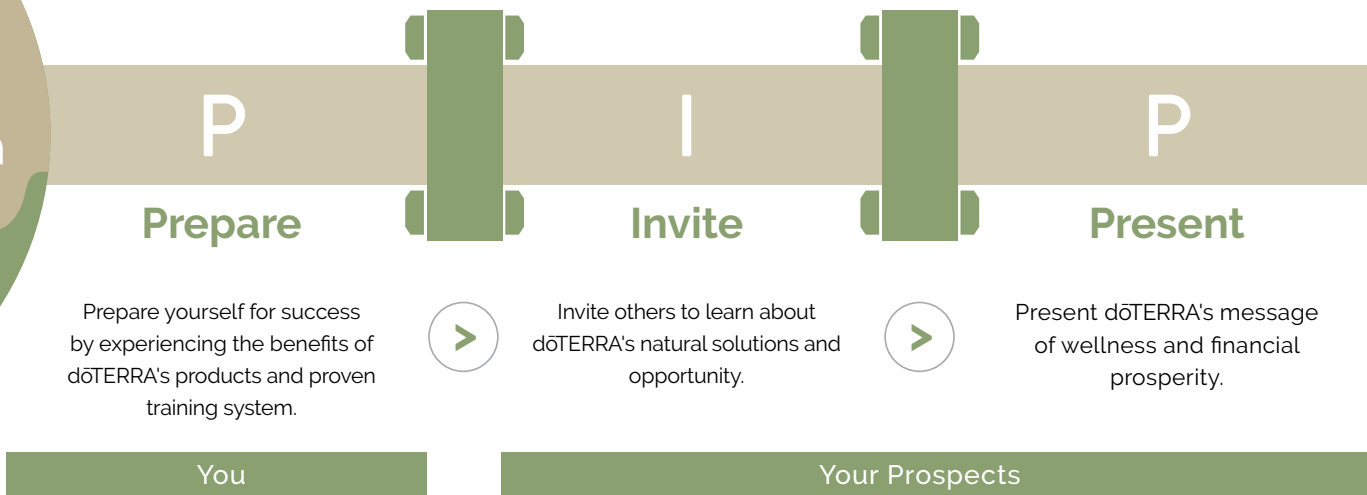 P
I
P
Prepare
Invite
Present
Prepare yourself for success
by experiencing the benefits of
dōTERRA's products and proven
training system.
>
Invite others to learn about
dōTERRA's natural solutions and
opportunity.
>
Present dōTERRA's message
of wellness and financial
prosperity.
You
Your Prospects